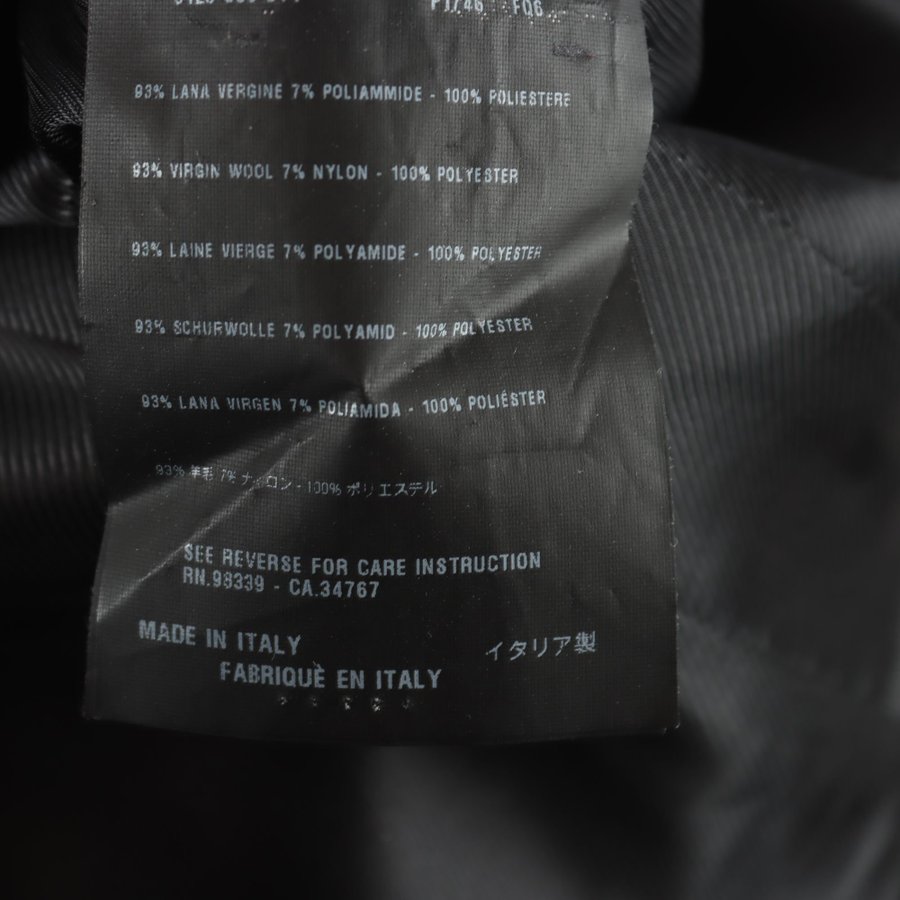 P1/46 FQ6
93% LANA VERGINE 7% POLIAMMIDE - 100% POLIESTERE
93% VIRGIN WOOL 7% NYLON - 100% POLYESTER
93% LAINE VIERGE 7% POLYAMIDE - 100% POLYESTER
93% SCHURWOLLE 7% POLYAMID - 100% POLYESTER
93% LANA VIRGEN 7% POLIAMIDA - 100% POLIÉSTER
93% 羊毛 7% ナイロン - 100% ポリエステル
SEE REVERSE FOR CARE INSTRUCTION
RN.98339 - CA.34767
MADE IN ITALY イタリア製
FABRIQUÈ EN ITALY